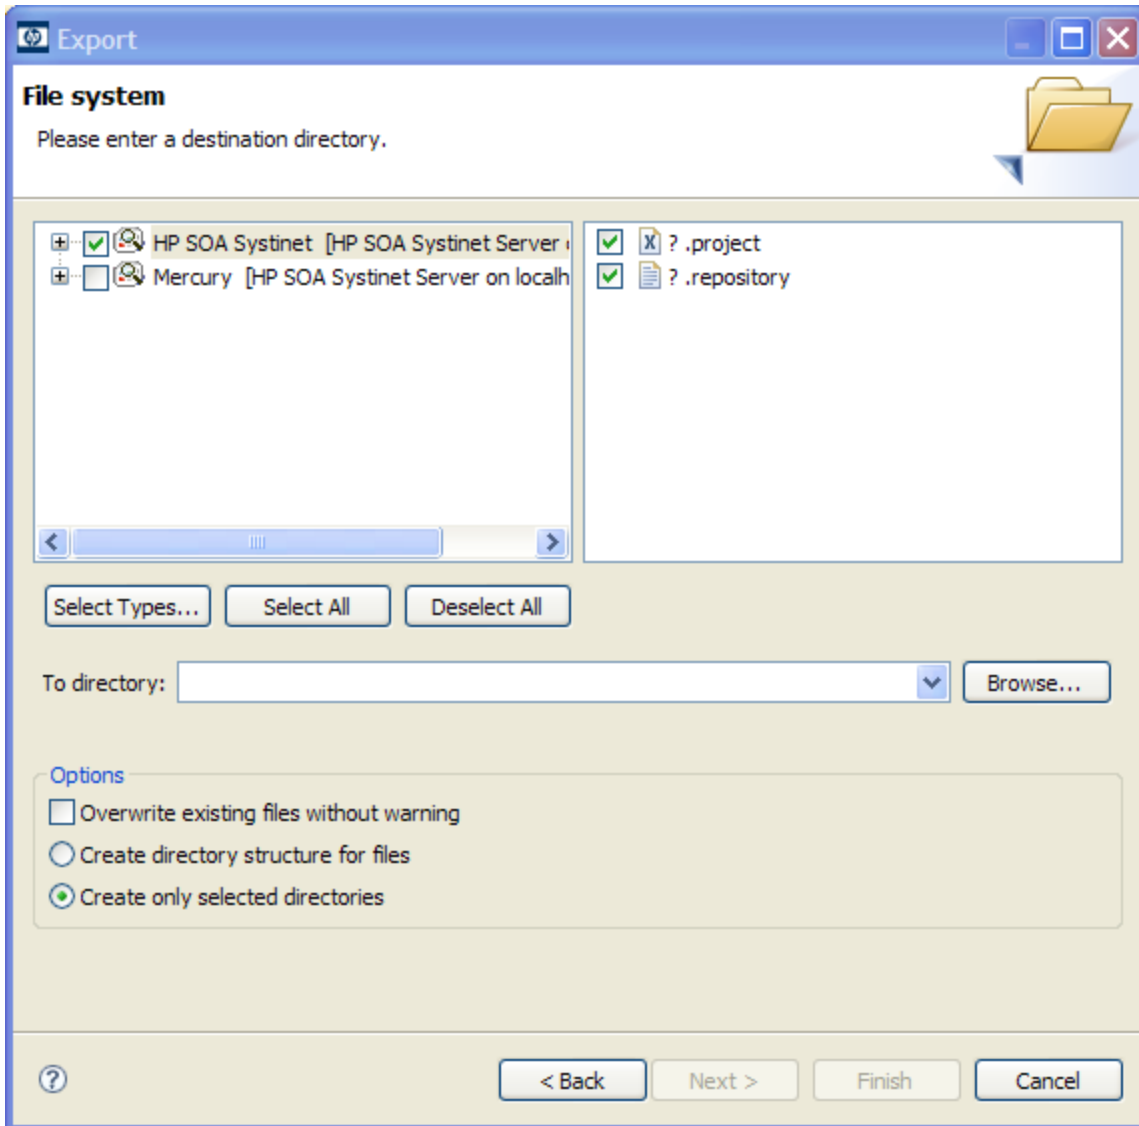 Export
File system
Please enter a destination directory.
HP SOA Systinet [HP SOA Systinet Server
Mercury [HP SOA Systinet Server on localh
? .project
? .repository
Select Types...
Select All
Deselect All
To directory:
Browse...
Options
Overwrite existing files without warning
Create directory structure for files
Create only selected directories
< Back
Next >
Finish
Cancel